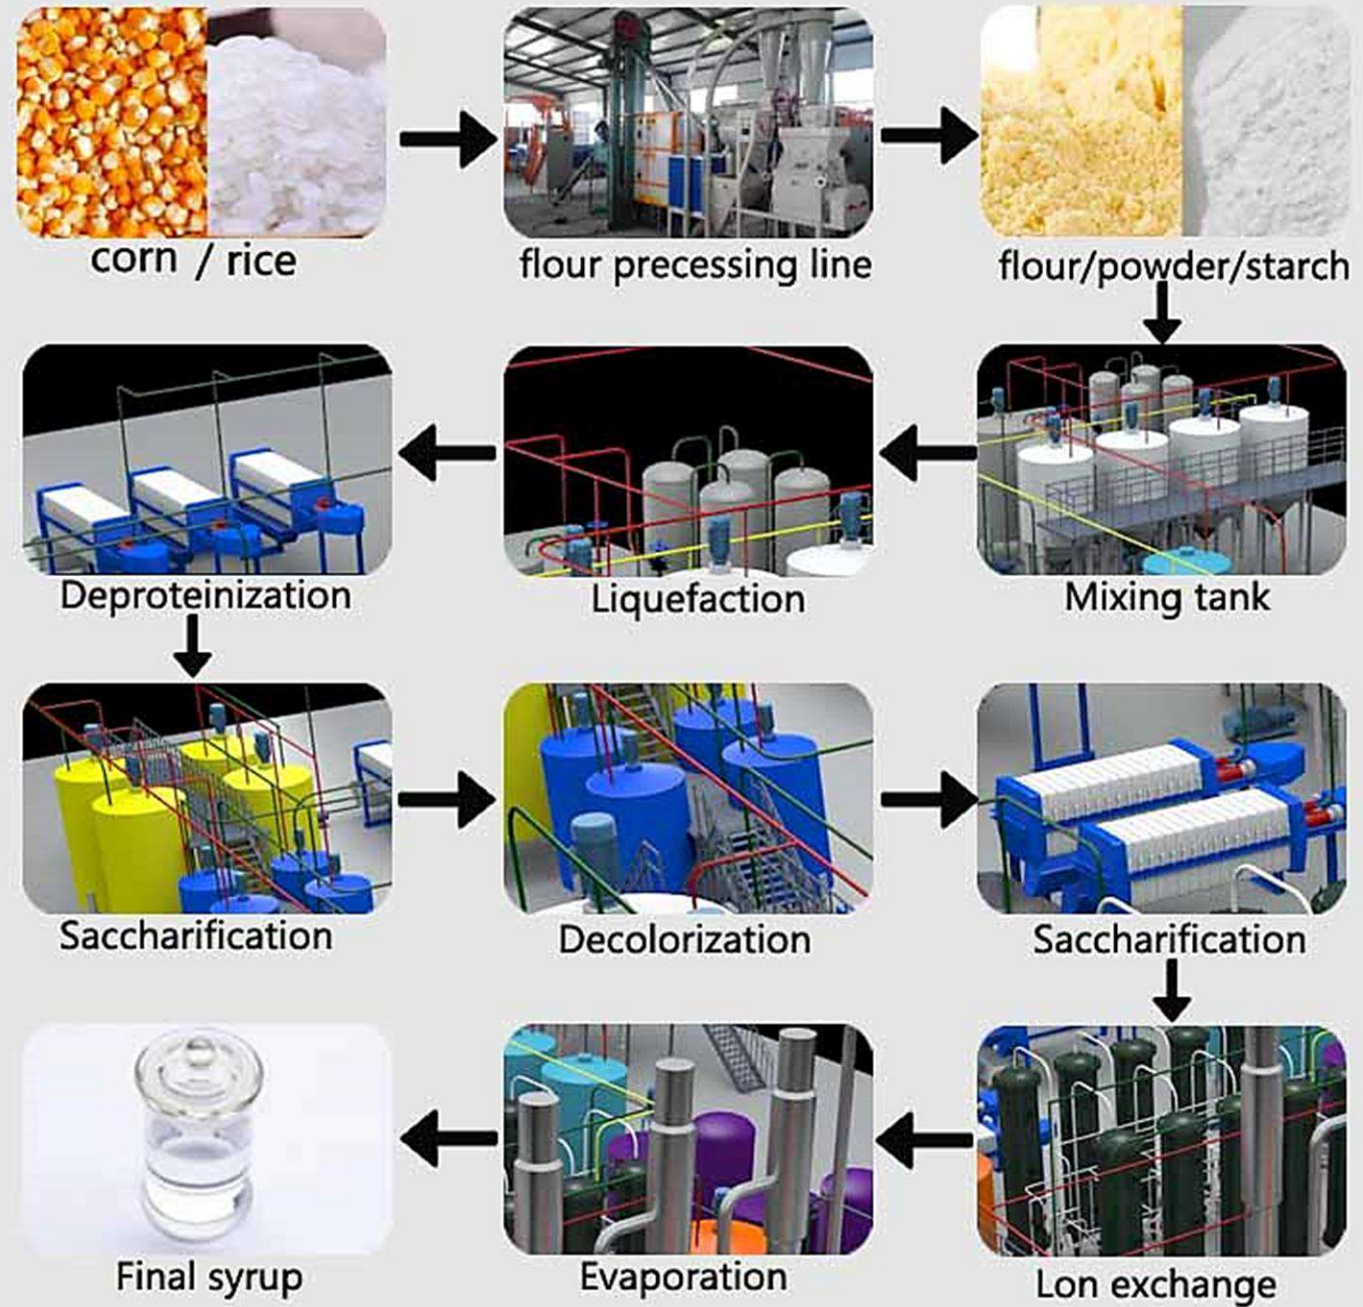 corn / rice
flour precessing line
flour/powder/starch
Deproteinization
Liquefaction
Mixing tank
Saccharification
Decolorization
Saccharification
Final syrup
Evaporation
Lon exchange